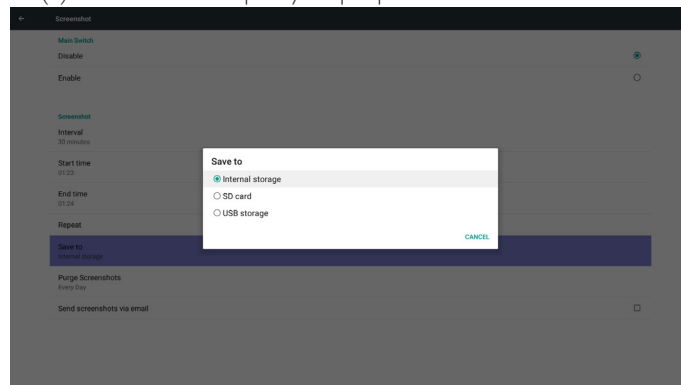 Screenshot
Main Switch
Disable
Enable
Screenshot
Interval
30 minutes
Start time
01:23
End time
01:24
Repeat
Save to
Internal storage
Purge Screenshots
Every Day
Send screenshots via email
Save to
Internal storage
SD card
USB storage
CANCEL